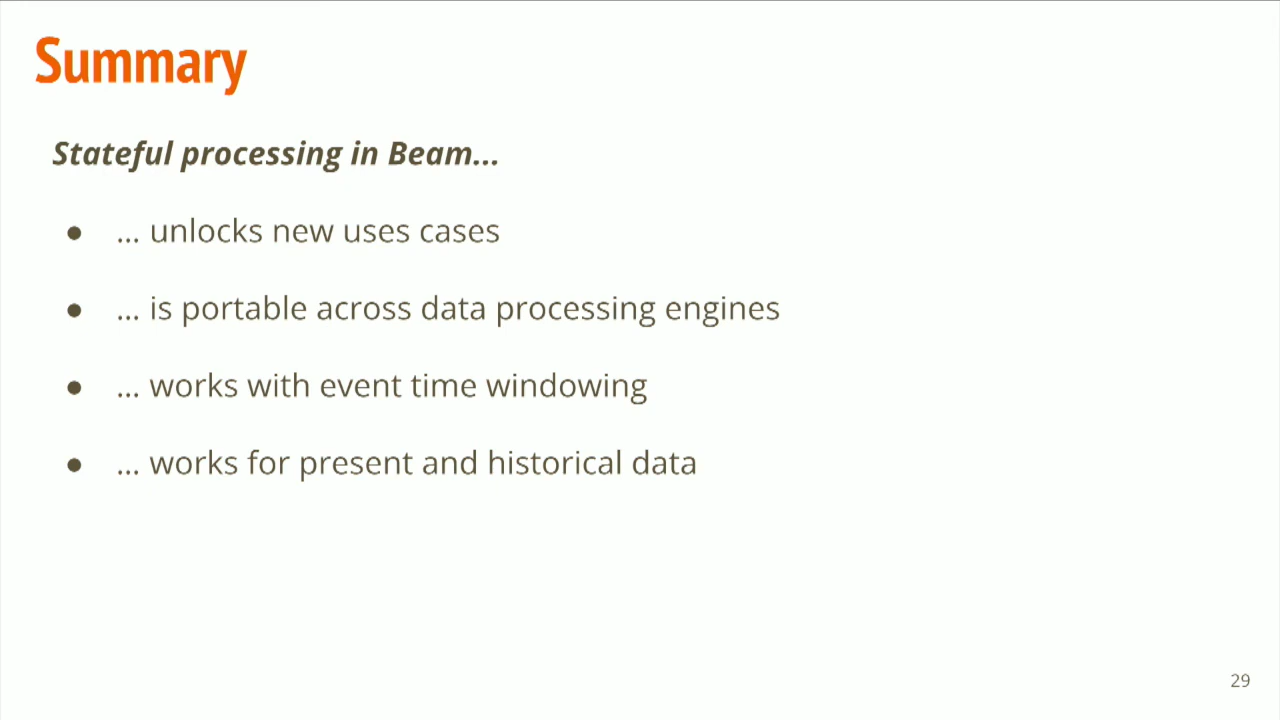 Summary
Stateful processing in Beam...
● ... unlocks new uses cases
● ... is portable across data processing engines
● ... works with event time windowing
● ... works for present and historical data
29